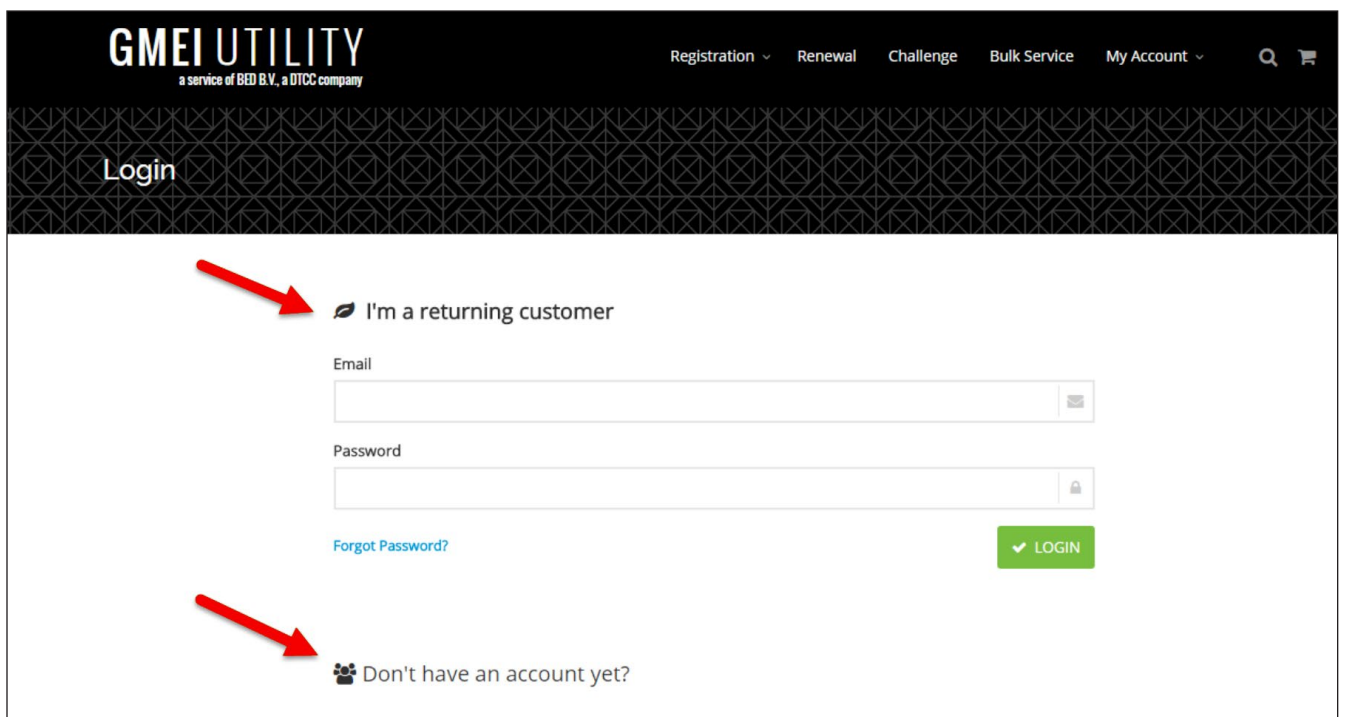 GMEI UTILITY
a service of BED B.V., a DTCC company
Registration Renewal Challenge Bulk Service My Account
Login
I'm a returning customer
Email
Password
Forgot Password?
LOGIN
Don't have an account yet?